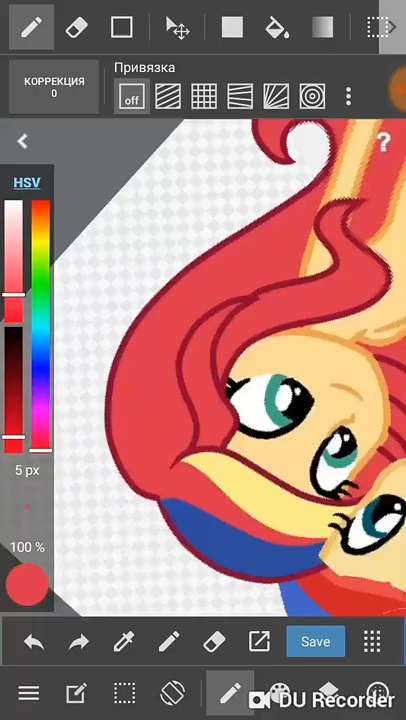 КОРРЕКЦИЯ
0
Привязка
off
?
HSV
5 px
100 %
Save
DU Recorder